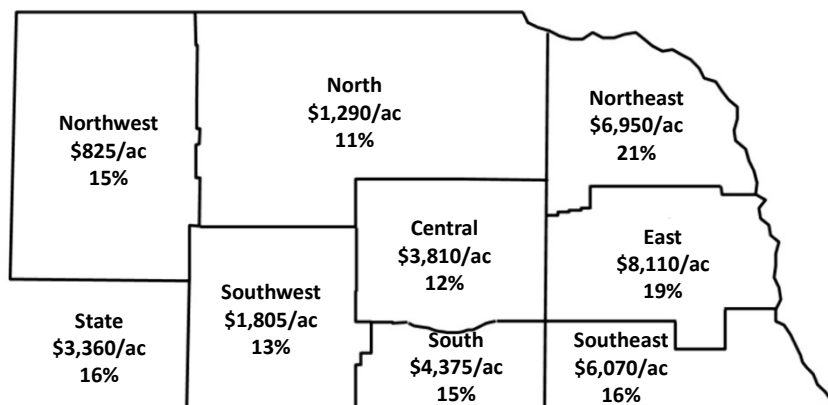 North
$1,290/ac
11%
Northeast
$6,950/ac
21%
Northwest
$825/ac
15%
Central
$3,810/ac
12%
East
$8,110/ac
19%
Southwest
$1,805/ac
13%
State
$3,360/ac
16%
South
$4,375/ac
15%
Southeast
$6,070/ac
16%